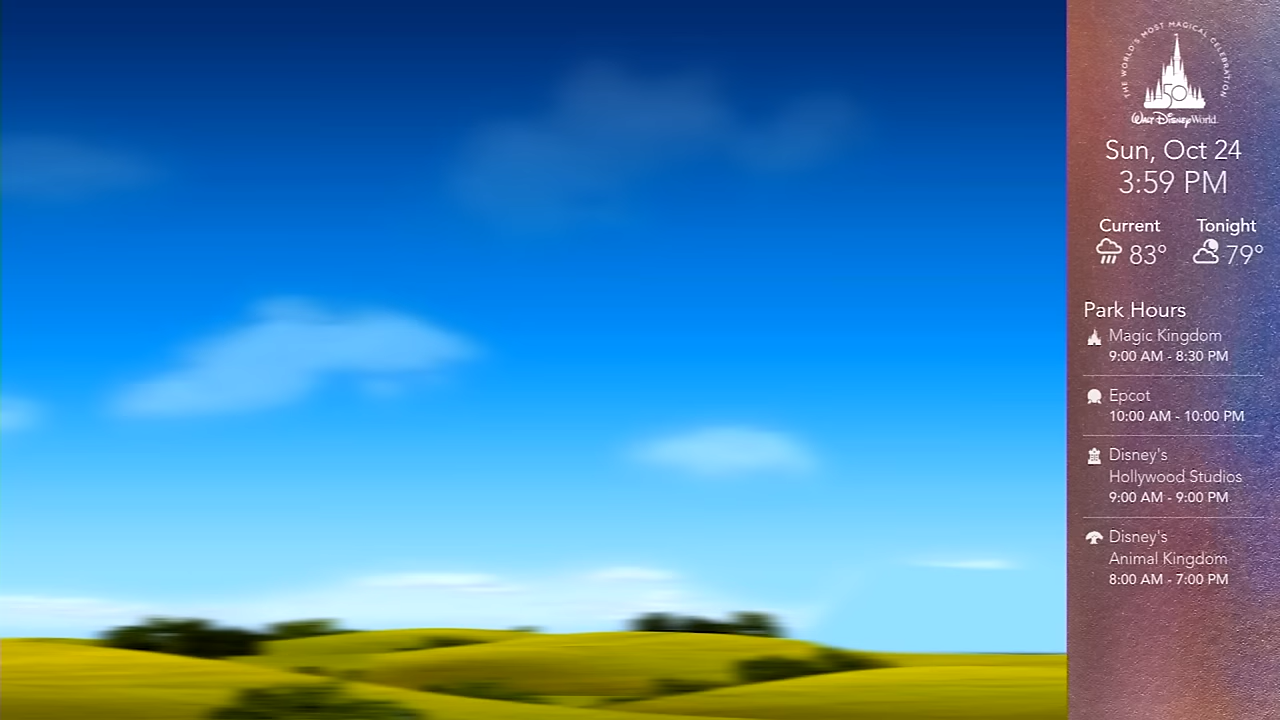 THE WORLD'S MOST MAGICAL CELEBRATION
50
Walt Disney World
Sun, Oct 24
3:59 PM
Current Tonight
83° 79°
Park Hours
Magic Kingdom
9:00 AM - 8:30 PM
Epcot
10:00 AM - 10:00 PM
Disney's
Hollywood Studios
9:00 AM - 9:00 PM
Disney's
Animal Kingdom
8:00 AM - 7:00 PM